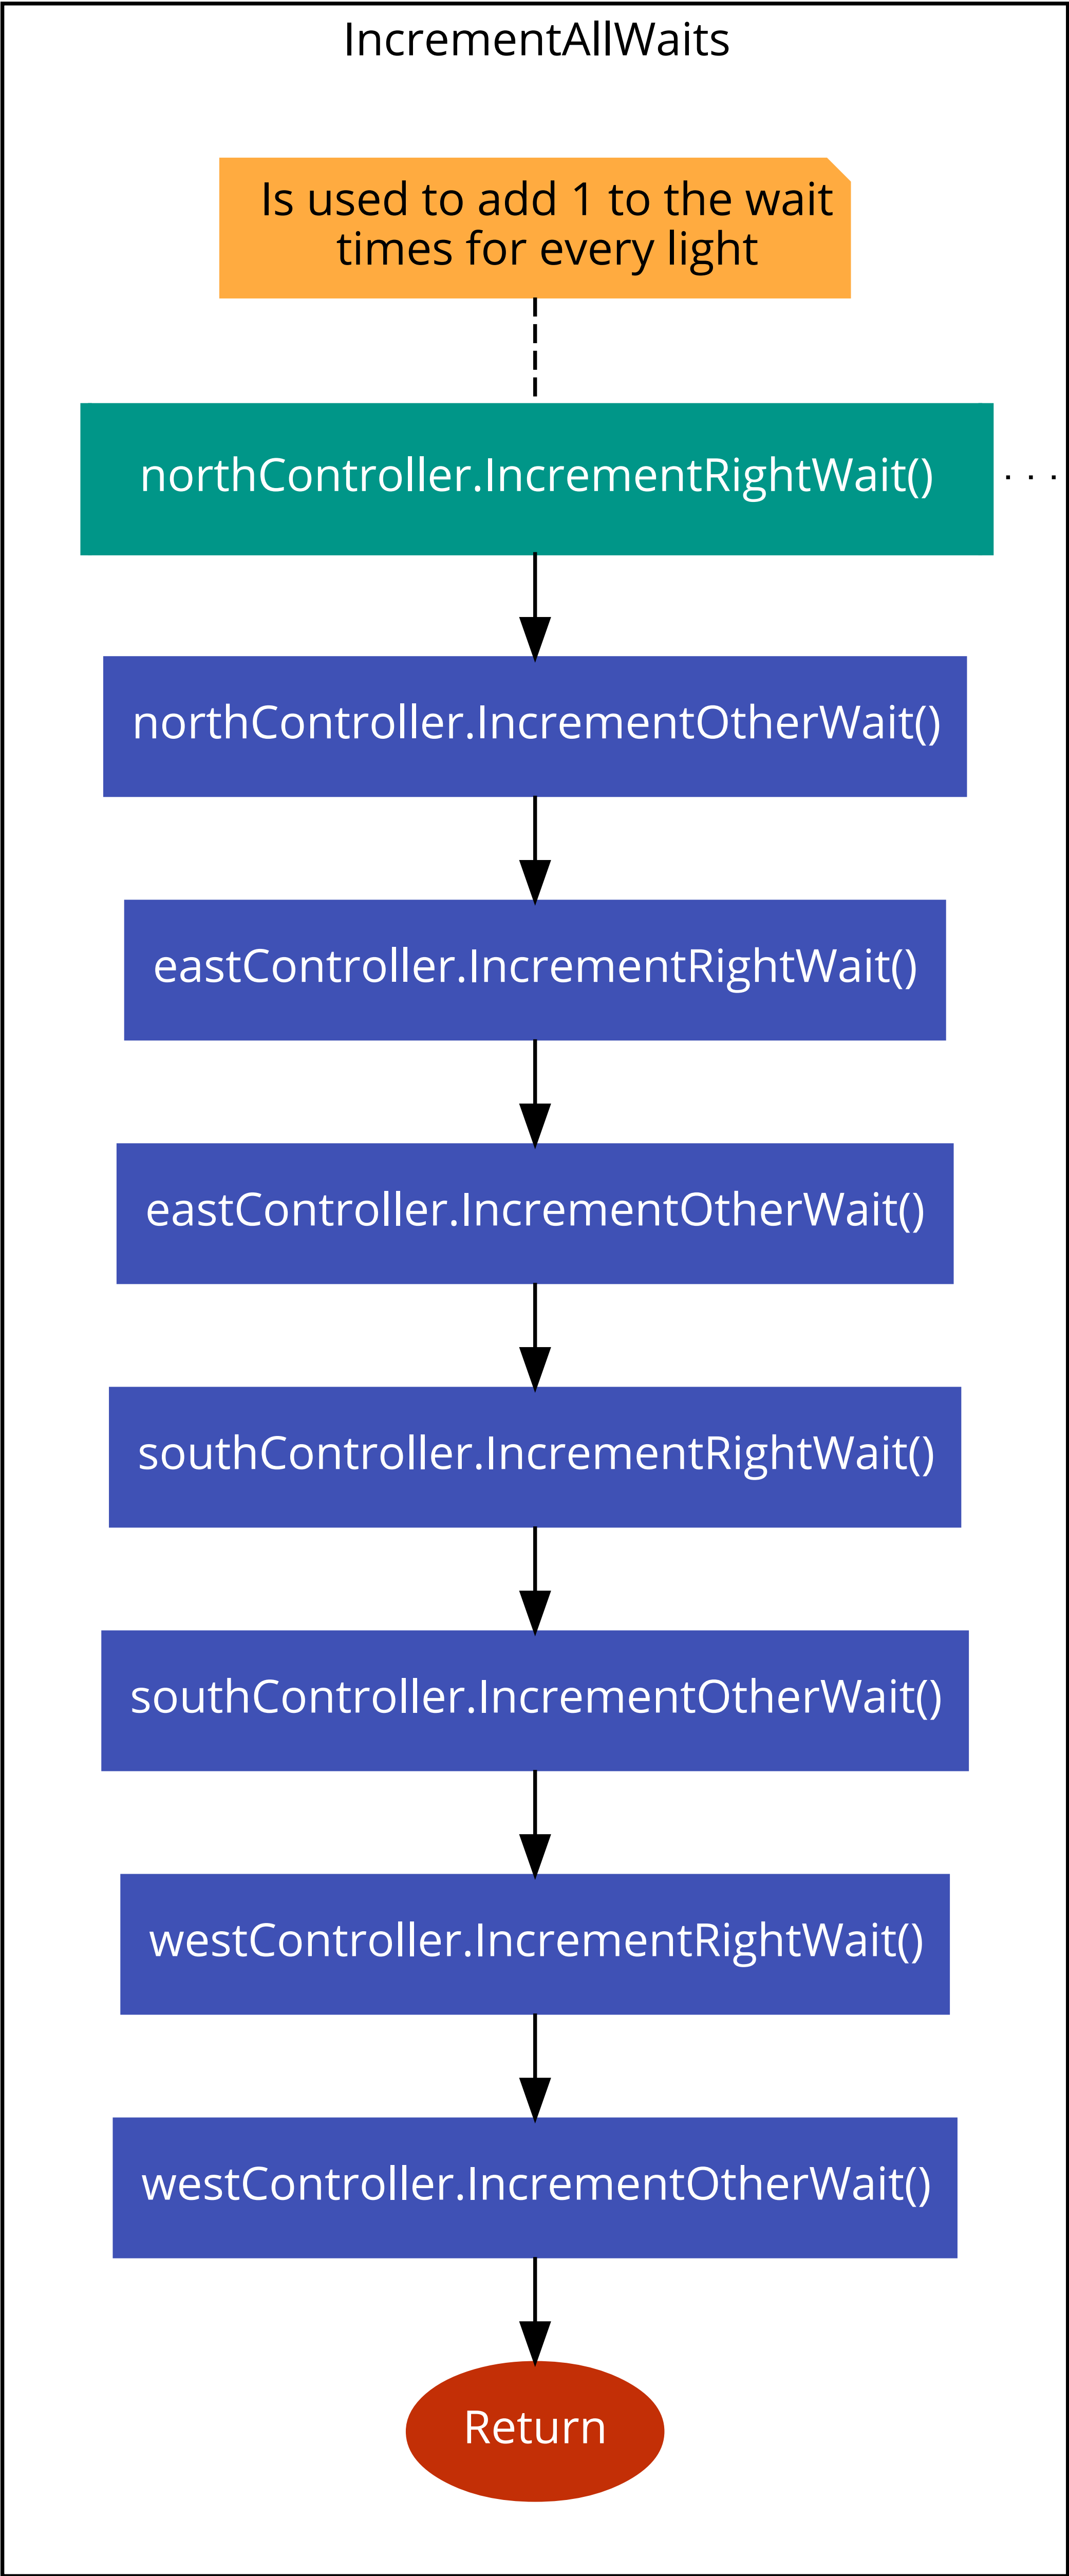 IncrementAllWaits
Is used to add 1 to the wait
times for every light
northController.IncrementRightWait()
northController.IncrementOtherWait()
eastController.IncrementRightWait()
eastController.IncrementOtherWait()
southController.IncrementRightWait()
southController.IncrementOtherWait()
westController.IncrementRightWait()
westController.IncrementOtherWait()
Return